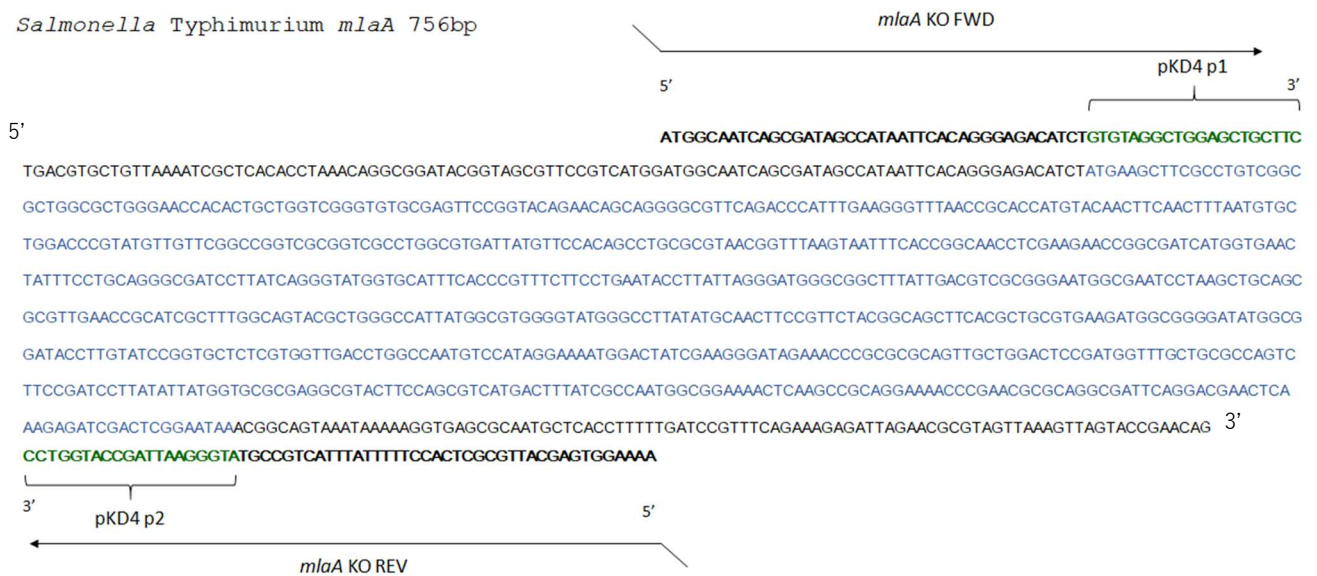 Salmonella Typhimurium mlaA 756bp
mlaA KO FWD
pKD4 p1
5’
3’
5’
ATGGCAATCAGCGATAGCCATAATTCACAGGGAGACATCTGTGTAGGCTGGAGCTGCTTC
TGACGTGCTGTTAAAATCGCTCACACCTAAACAGGCGGATACGGTAGCGTTCCGTCATGGATGGCAATCAGCGATAGCCATAATTCACAGGGAGACATCTATGAAGCTTCGCCTGTCGGC
GCTGGCGCTGGGAACCACACTGCTGGTCGGGTGTGCGAGTTCCGGTACAGAACAGCAGGGGCGTTCAGACCCATTTGAAGGGTTTAACCGCACCATGTACAACTTCAACTTTAATGTGC
TGGACCCGTATGTTGTTCGGCCGGTCGCGGTCGCCTGGCGTGATTATGTTCCACAGCCTGCGCGTAACGGTTTAAGTAATTTCACCGGCAACCTCGAAGAACCGGCGATCATGGTGAAC
TATTTCCTGCAGGGCGATCCTTATCAGGGTATGGTGCATTTCACCCGTTTCTTCCTGAATACCTTATTAGGGATGGGCGGCTTTATTGACGTCGCGGGAATGGCGAATCCTAAGCTGCAGC
GCGTTGAACCGCATCGCTTTGGCAGTACGCTGGGCCATTATGGCGTGGGGTATGGGCCTTATATGCAACTTCCGTTCTACGGCAGCTTCACGCTGCGTGAAGATGGCGGGGATATGGCG
GATACCTTGTATCCGGTGCTCTCGTGGTTGACCTGGCCAATGTCCATAGGAAAATGGACTATCGAAGGGATAGAAACCCGCGCGCAGTTGCTGGACTCCGATGGTTTGCTGCGCCAGTC
TTCCGATCCTTATATTATGGTGCGCGAGGCGTACTTCCAGCGTCATGACTTTATCGCCAATGGCGGAAAACTCAAGCCGCAGGAAAACCCGAACGCGCAGGCGATTCAGGACGAACTCA
AAGAGATCGACTCGGAATAAACGGCAGTAAATAAAAAGGTGAGCGCAATGCTCACCTTTTTGATCCGTTTCAGAAAGAGATTAGAACGCGTAGTTAAAGTTAGTACCGAACAG 3’
CCTGGTACCGATTAAGGGTATGCCGTCATTTATTTTTCCACTCGCGTTACGAGTGGAAAA
3’
pKD4 p2
5’
mlaA KO REV